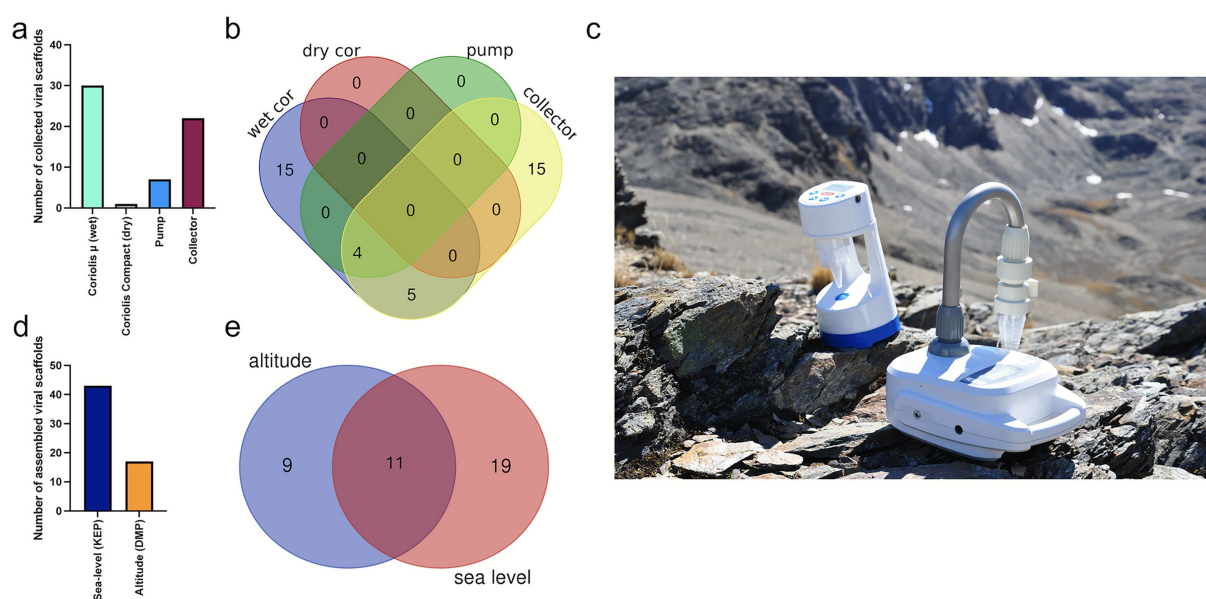 a
Number of collected viral scaffolds
40
30
20
10
0
Coriolis µ (wet)
Coriolis Compact (dry)
Pump
Collector
b
wet cor
dry cor
pump
collector
0
0
0
0
0
15
0
0
15
0
0
0
4
0
5
c
d
Number of assembled viral scaffolds
50
40
30
20
10
0
Sea-level (KEP)
Altitude (DMP)
e
altitude
9
11
19
sea level